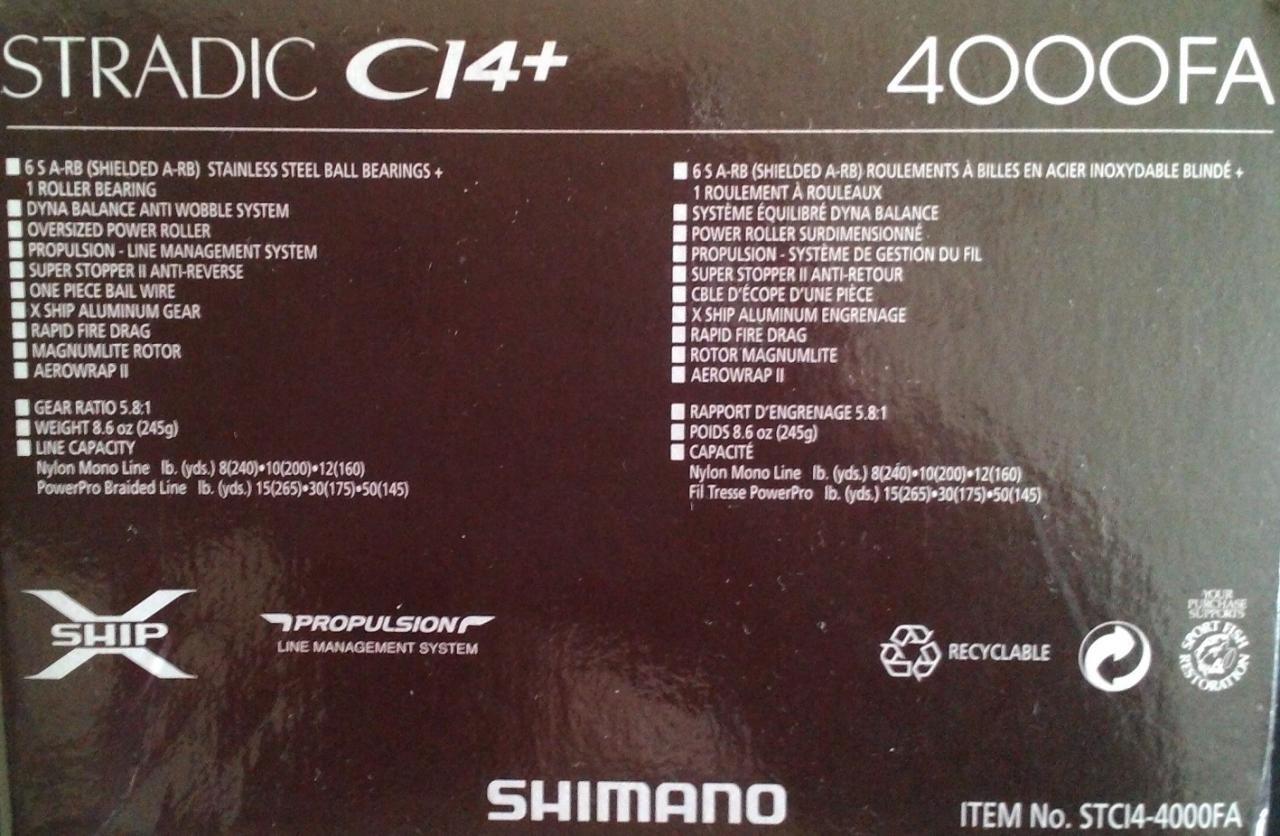 STRADIC CI4+
4000FA
6 S A-RB (SHIELDED A-RB) STAINLESS STEEL BALL BEARINGS +
1 ROLLER BEARING
DYNA BALANCE ANTI WOBBLE SYSTEM
OVERSIZED POWER ROLLER
PROPULSION - LINE MANAGEMENT SYSTEM
SUPER STOPPER II ANTI-REVERSE
ONE PIECE BAIL WIRE
X SHIP ALUMINUM GEAR
RAPID FIRE DRAG
MAGNUMLITE ROTOR
AEROWRAP II
GEAR RATIO 5.8:1
WEIGHT 8.6 oz (245g)
LINE CAPACITY
Nylon Mono Line lb. (yds.) 8(240)•10(200)•12(160)
PowerPro Braided Line lb. (yds.) 15(265)•30(175)•50(145)
6 S A-RB (SHIELDED A-RB) ROULEMENTS À BILLES EN ACIER INOXYDABLE BLINDÉ +
1 ROULEMENT À ROULEAUX
SYSTÈME ÉQUILIBRÉ DYNA BALANCE
POWER ROLLER SURDIMENSIONNÉ
PROPULSION - SYSTÈME DE GESTION DU FIL
SUPER STOPPER II ANTI-RETOUR
CBLE D'ÉCOPE D'UNE PIÈCE
X SHIP ALUMINUM ENGRENAGE
RAPID FIRE DRAG
ROTOR MAGNUMLITE
AEROWRAP II
RAPPORT D'ENGRENAGE 5.8:1
POIDS 8.6 oz (245g)
CAPACITÉ
Nylon Mono Line lb. (yds.) 8(240)•10(200)•12(160)
Fil Tresse PowerPro lb. (yds.) 15(265)•30(175)•50(145)
X SHIP
PROPULSION
LINE MANAGEMENT SYSTEM
RECYCLABLE
YOUR
PURCHASE
SUPPORTS
SPORT FISH
RESTORATION
SHIMANO
ITEM No. STCI4-4000FA